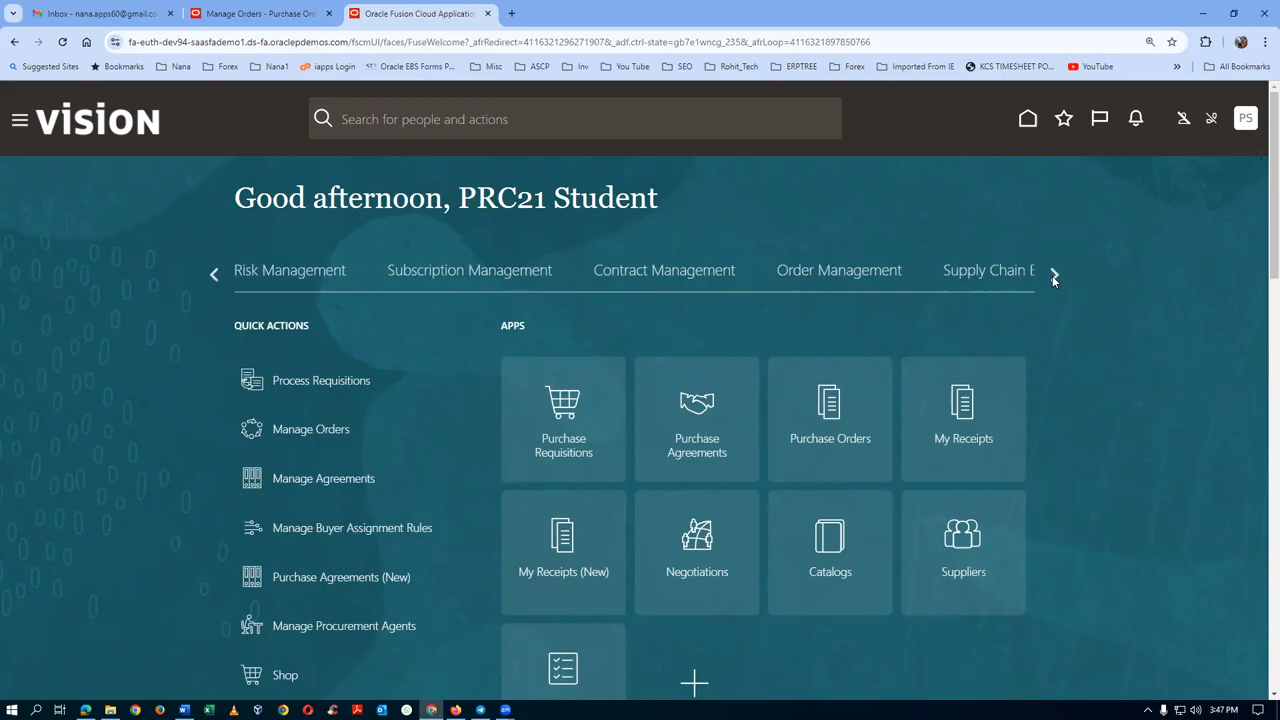 Inbox - nana.apps60@gmail.co
Manage Orders - Purchase Ord
Oracle Fusion Cloud Application
fa-euth-dev94-saasfademo1.ds-fa.oraclepdemos.com/fscmUI/faces/FuseWelcome?_afrRedirect=41163212962719078&_adf.ctrl-state=gb7e1wncg_235&_afrLoop=41163218978507​66
Suggested Sites
Bookmarks
Nana
Forex
Nana1
iapps Login
Oracle EBS Forms P...
Misc
ASCP
Inv
You Tube
SEO
Rohit_Tech
ERPTREE
Forex
Imported From IE
KCS TIMESHEET PO...
YouTube
All Bookmarks
VISION
Search for people and actions
PS
Good afternoon, PRC21 Student
Risk Management
Subscription Management
Contract Management
Order Management
Supply Chain E
QUICK ACTIONS
APPS
Process Requisitions
Manage Orders
Manage Agreements
Manage Buyer Assignment Rules
Purchase Agreements (New)
Manage Procurement Agents
Shop
Purchase
Requisitions
Purchase
Agreements
Purchase Orders
My Receipts
My Receipts (New)
Negotiations
Catalogs
Suppliers
3:47 PM